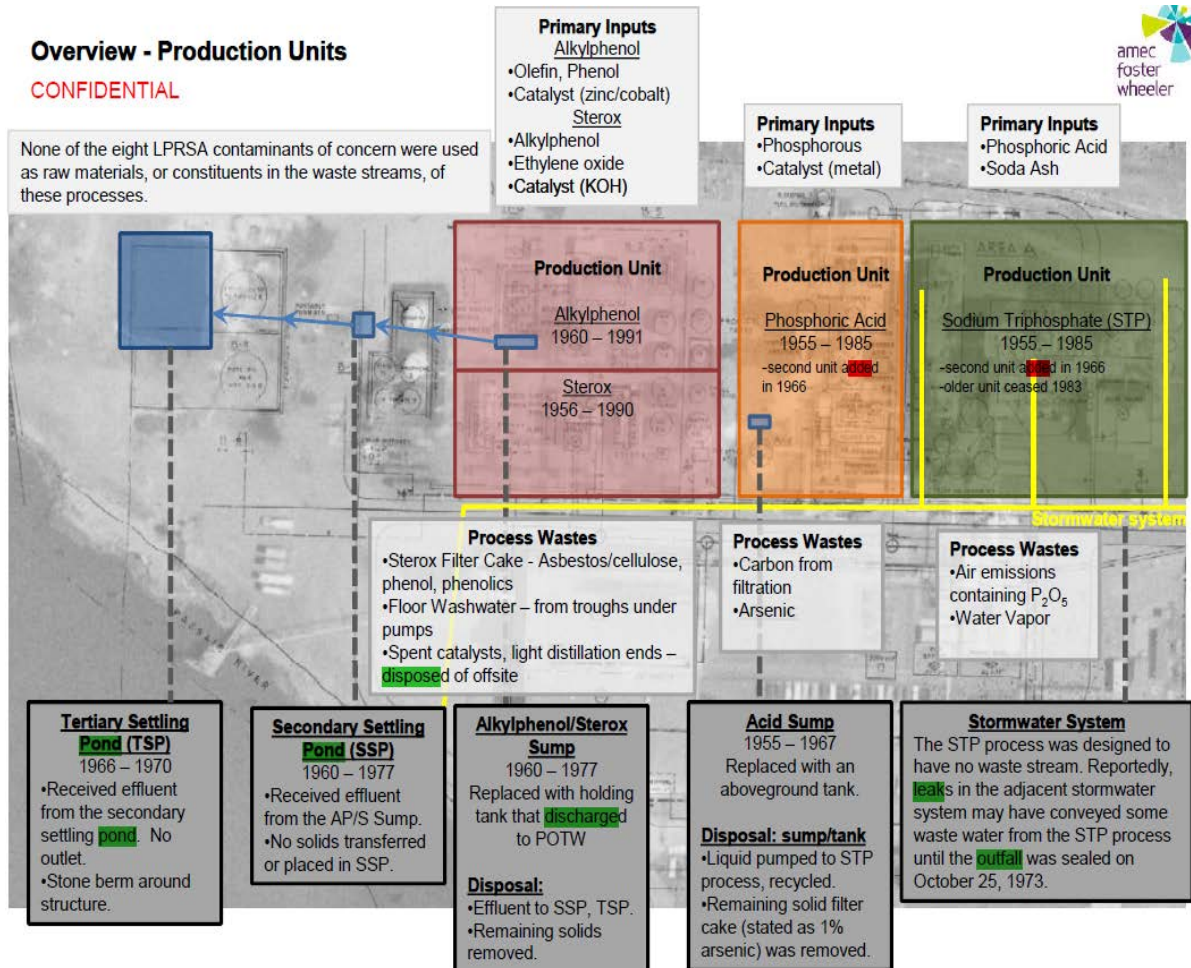 Overview - Production Units
CONFIDENTIAL
amec
foster
wheeler
None of the eight LPRSA contaminants of concern were used
as raw materials, or constituents in the waste streams, of
these processes.
Primary Inputs
Alkylphenol
•Olefin, Phenol
•Catalyst (zinc/cobalt)
Sterox
•Alkylphenol
•Ethylene oxide
•Catalyst (KOH)
Primary Inputs
•Phosphorous
•Catalyst (metal)
Primary Inputs
•Phosphoric Acid
•Soda Ash
Production Unit
Alkylphenol
1960 – 1991
Sterox
1956 – 1990
Production Unit
Phosphoric Acid
1955 – 1985
-second unit added
in 1966
AREA A
Production Unit
Sodium Triphosphate (STP)
1955 – 1985
-second unit added in 1966
-older unit ceased 1983
Stormwater system
Process Wastes
•Sterox Filter Cake - Asbestos/cellulose,
phenol, phenolics
•Floor Washwater – from troughs under
pumps
•Spent catalysts, light distillation ends –
disposed of offsite
Process Wastes
•Carbon from
filtration
•Arsenic
Process Wastes
•Air emissions
containing P₂O₅
•Water Vapor
PASSAIC RIVER
Tertiary Settling
Pond (TSP)
1966 – 1970
•Received effluent
from the secondary
settling pond. No
outlet.
•Stone berm around
structure.
Secondary Settling
Pond (SSP)
1960 – 1977
•Received effluent
from the AP/S Sump.
•No solids transferred
or placed in SSP.
Alkylphenol/Sterox
Sump
1960 – 1977
Replaced with holding
tank that discharged
to POTW
Disposal:
•Effluent to SSP, TSP.
•Remaining solids
removed.
Acid Sump
1955 – 1967
Replaced with an
aboveground tank.
Disposal: sump/tank
•Liquid pumped to STP
process, recycled.
•Remaining solid filter
cake (stated as 1%
arsenic) was removed.
Stormwater System
The STP process was designed to
have no waste stream. Reportedly,
leaks in the adjacent stormwater
system may have conveyed some
waste water from the STP process
until the outfall was sealed on
October 25, 1973.